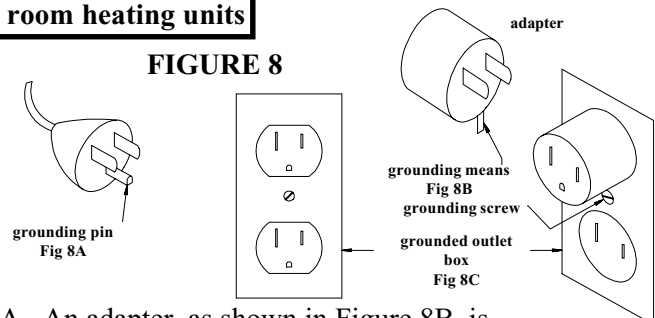 room heating units
FIGURE 8
adapter
grounding pin
Fig 8A
grounding means
Fig 8B
grounding screw
grounded outlet
box
Fig 8C
A. An adapter, as shown in Figure 8B, is